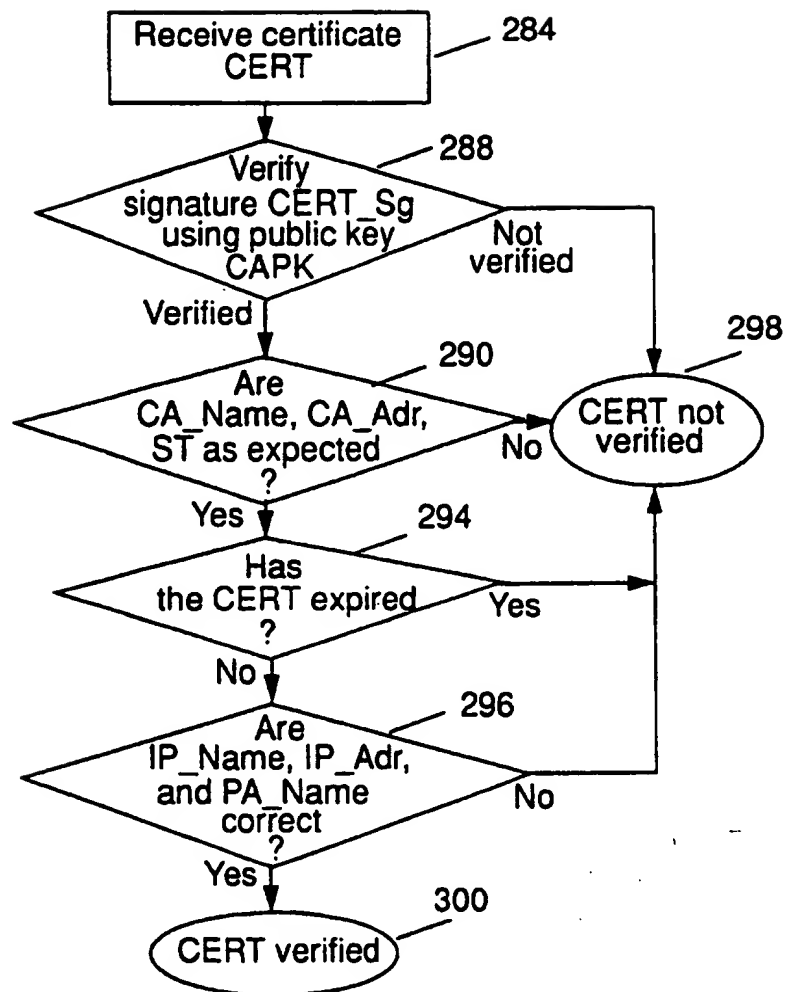 Receive certificate
CERT
284
288
Verify
signature CERT_Sg
using public key
CAPK
Not
verified
Verified
290
298
Are
CA_Name, CA_Adr,
ST as expected
?
No
CERT not
verified
Yes
294
Has
the CERT expired
?
Yes
No
296
Are
IP_Name, IP_Adr,
and PA_Name
correct
?
No
Yes
300
CERT verified